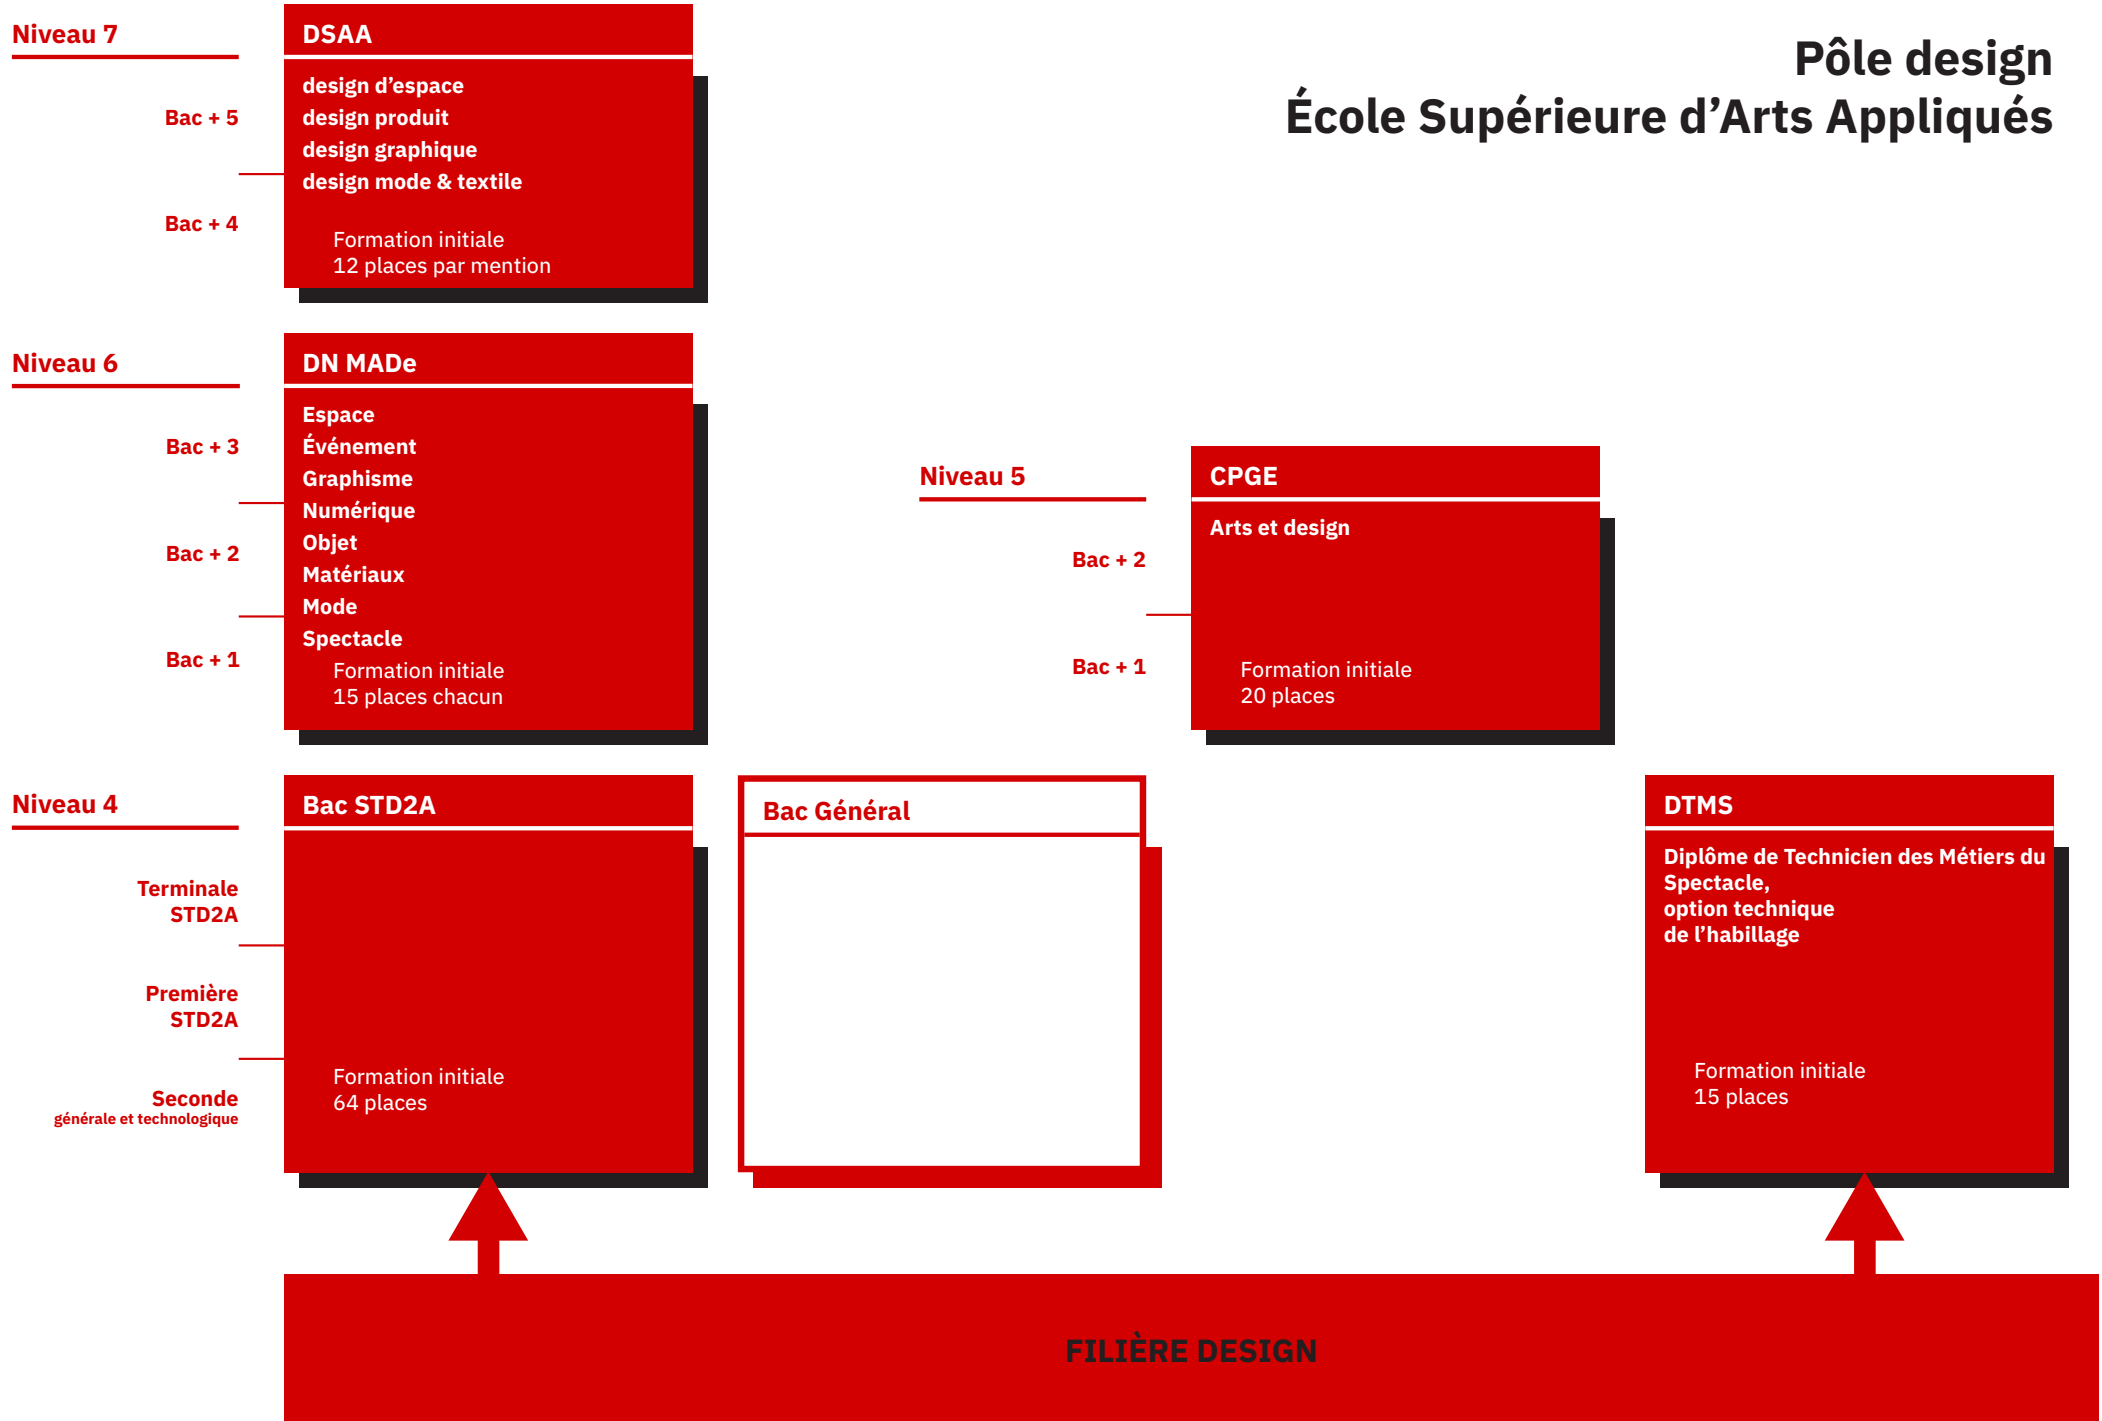 Pôle design
École Supérieure d’Arts Appliqués
Niveau 7
Bac + 5
Bac + 4
DSAA
design d’espace
design produit
design graphique
design mode & textile
Formation initiale
12 places par mention
Niveau 6
Bac + 3
Bac + 2
Bac + 1
DN MADe
Espace
Événement
Graphisme
Numérique
Objet
Matériaux
Mode
Spectacle
Formation initiale
15 places chacun
Niveau 5
Bac + 2
Bac + 1
CPGE
Arts et design
Formation initiale
20 places
Niveau 4
Terminale
STD2A
Première
STD2A
Seconde
générale et technologique
Bac STD2A
Formation initiale
64 places
Bac Général
DTMS
Diplôme de Technicien des Métiers du
Spectacle,
option technique
de l’habillage
Formation initiale
15 places
FILIÈRE DESIGN